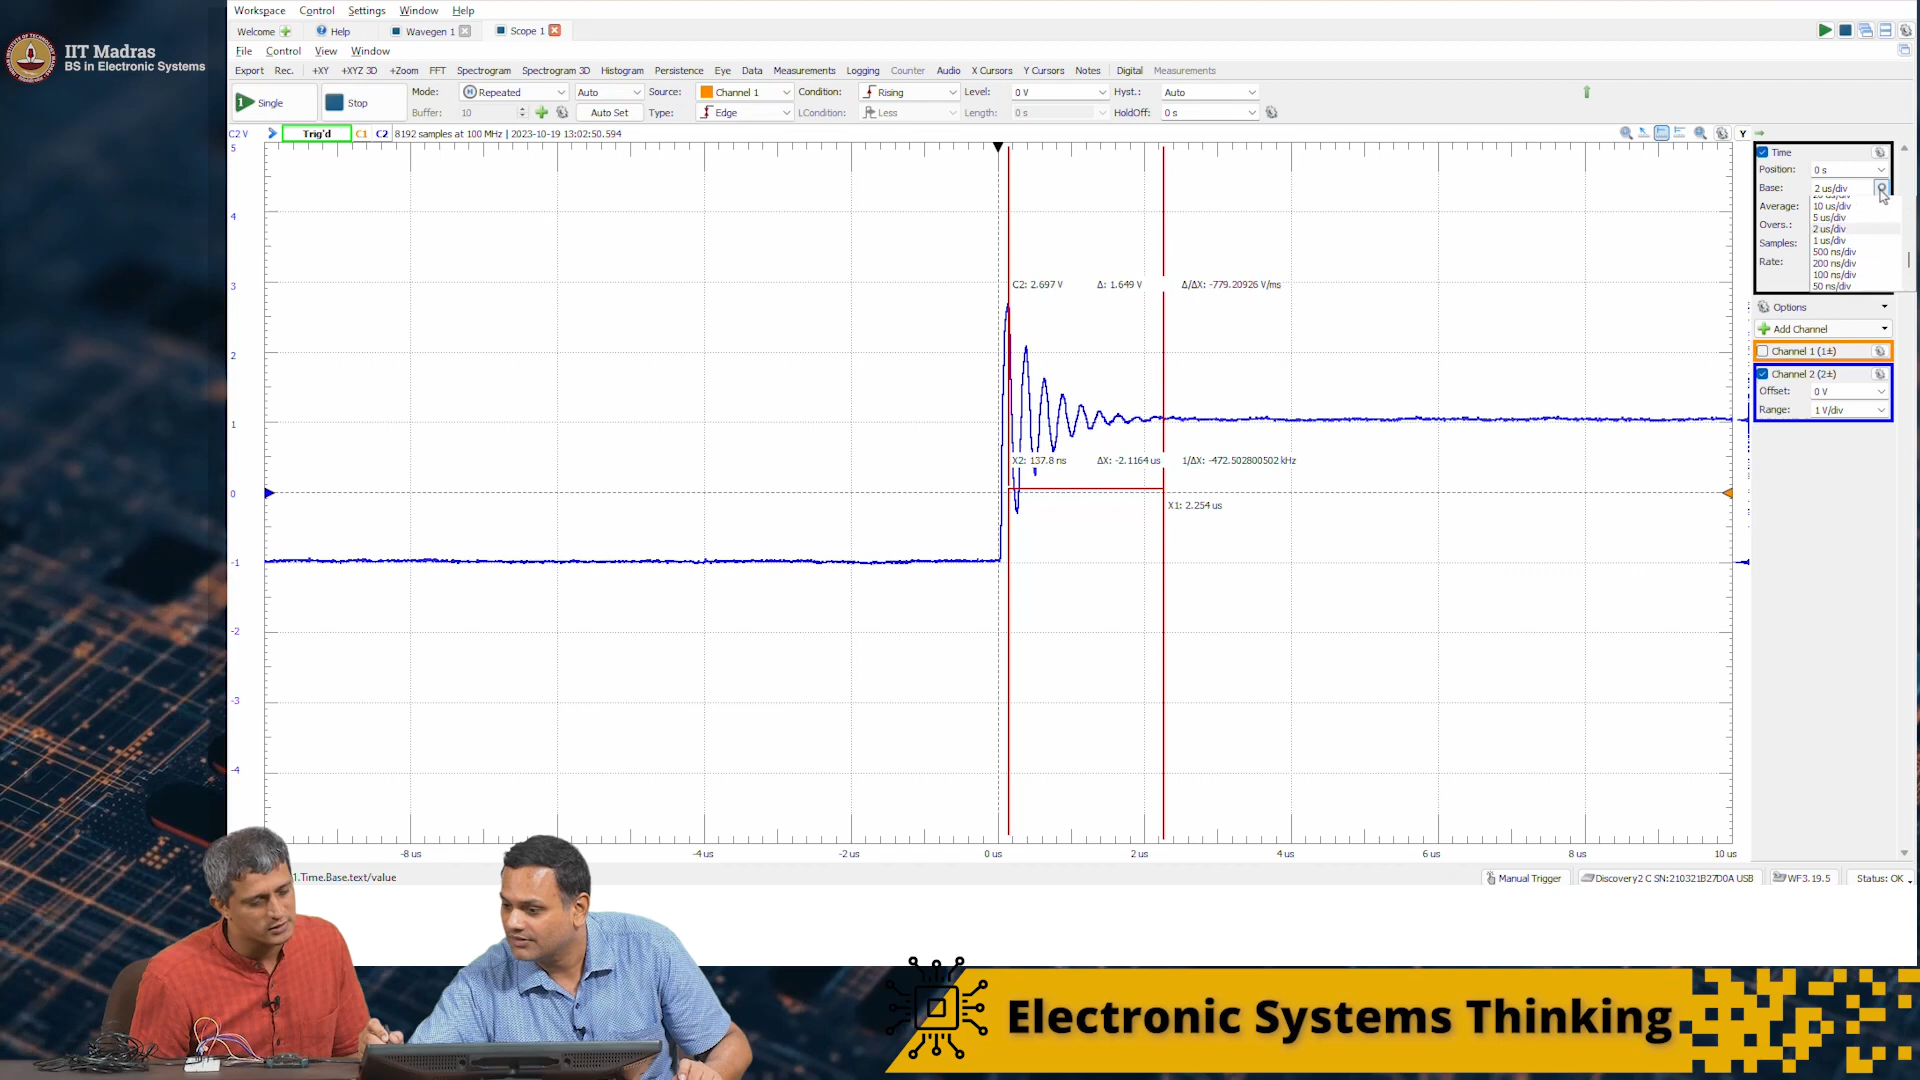 IIT Madras
BS in Electronic Systems
Workspace Control Settings Window Help
Welcome Help Wavegen 1 Scope 1
File Control View Window
Export Rec. +XY +XYZ 3D +Zoom FFT Spectrogram Spectrogram 3D Histogram Persistence Eye Data Measurements Logging Counter Audio X Cursors Y Cursors Notes Digital Measurements
Single Stop Mode: Repeated Auto Source: Channel 1 Condition: Rising Level: 0 V Hyst.: Auto
Buffer: 10 Auto Set Type: Edge LCondition: Less Length: 0 s HoldOff: 0 s
C2 V Trig'd C1 C2 8192 samples at 100 MHz | 2023-10-19 13:02:50.594 Y
5
4
3
2
1
0
-1
-2
-3
-4
C2: 2.697 V Δ: 1.649 V Δ/ΔX: -779.20926 V/ms
X2: 137.8 ns ΔX: -2.1164 us 1/ΔX: -472.502800502 kHz
X1: 2.254 us
-8 us -4 us -2 us 0 us 2 us 4 us 6 us 8 us 10 us
Time
Position: 0 s
Base: 2 us/div
Average: 10 us/div
5 us/div
Overs.: 2 us/div
Samples: 1 us/div
500 ns/div
Rate: 200 ns/div
100 ns/div
50 ns/div
Options
Add Channel
Channel 1 (1±)
Channel 2 (2±)
Offset: 0 V
Range: 1 V/div
1.Time.Base.text/value
Manual Trigger Discovery2 C SN:210321B27D0A USB WF3.19.5 Status: OK
Electronic Systems Thinking